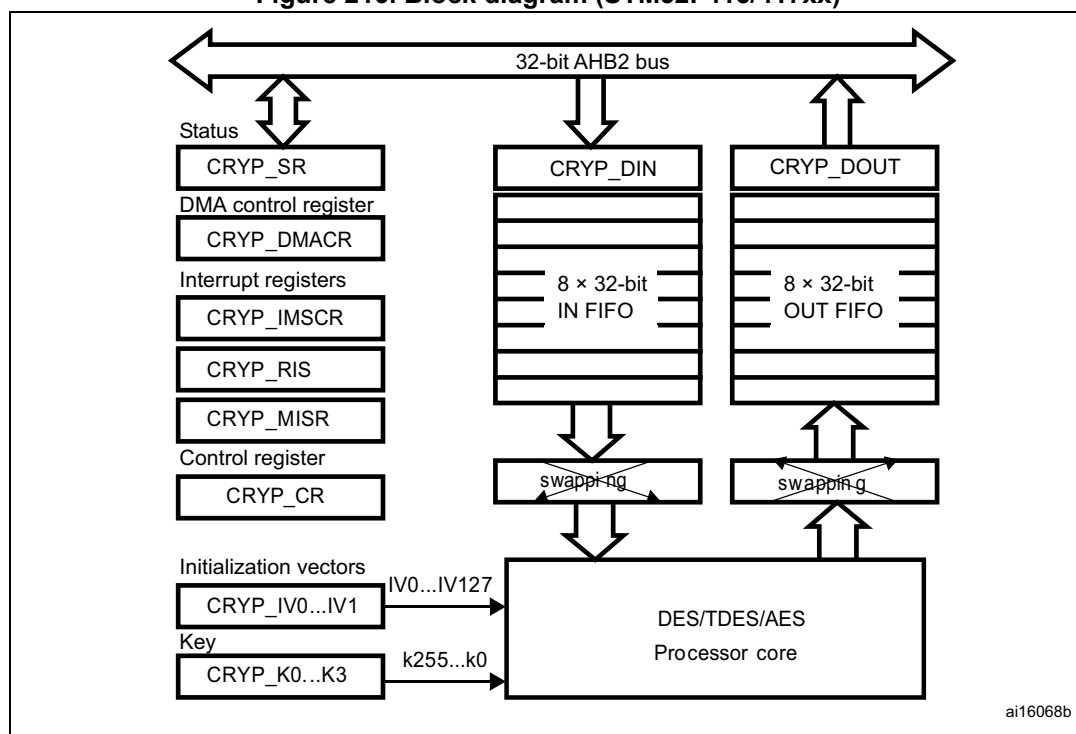 32-bit AHB2 bus
Status
CRYP_SR
DMA control register
CRYP_DMACR
Interrupt registers
CRYP_IMSCR
CRYP_RIS
CRYP_MISR
Control register
CRYP_CR
Initialization vectors
CRYP_IV0...IV1
Key
CRYP_K0...K3
IV0...IV127
k255...k0
CRYP_DIN
8 × 32-bit
IN FIFO
swapping
CRYP_DOUT
8 × 32-bit
OUT FIFO
swapping
DES/TDES/AES
Processor core
ai16068b